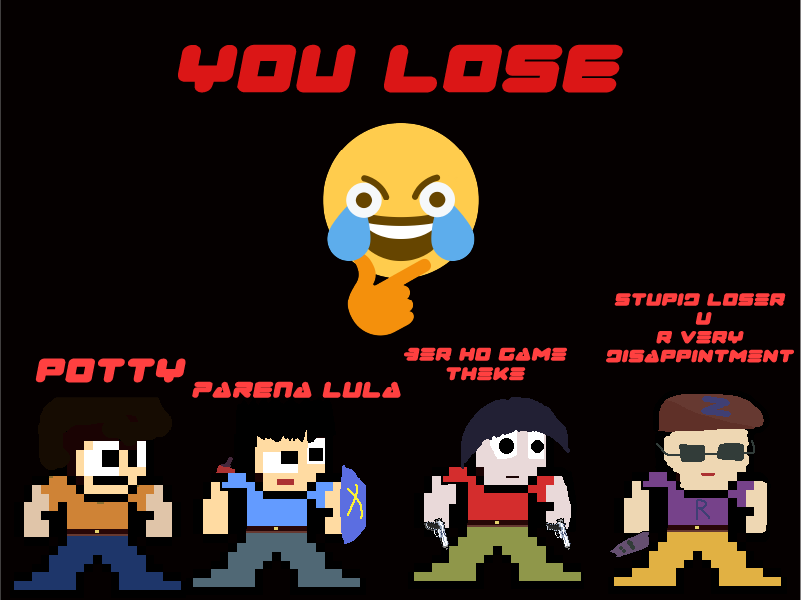 YOU LOSE
STUPID LOSER
U
R VERY
DISAPPINTMENT
BER HO GAME
THEKE
POTTY
PARENA LULA
Z
R